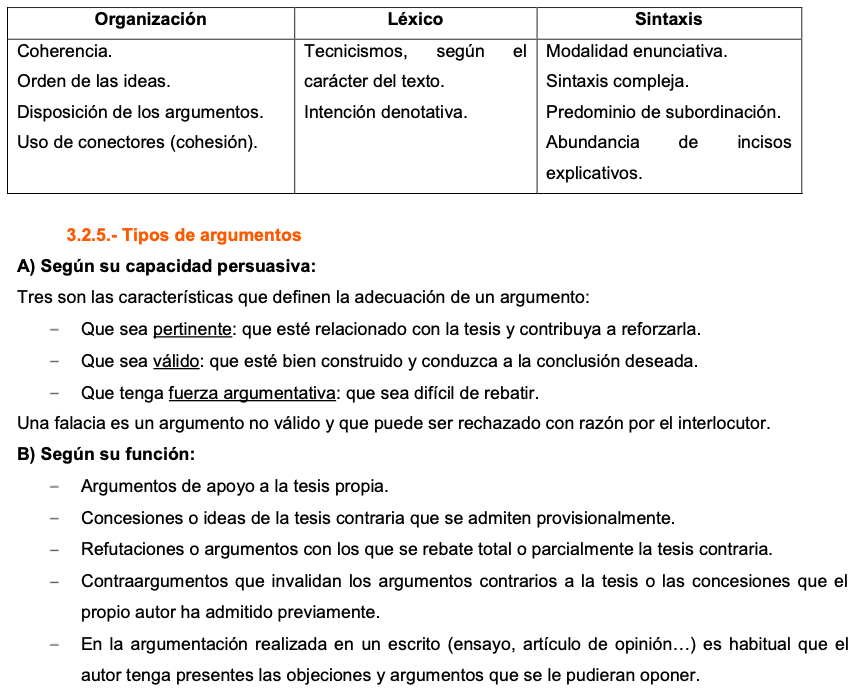 Organización Léxico Sintaxis
Coherencia.
Orden de las ideas.
Disposición de los argumentos.
Uso de conectores (cohesión).
Tecnicismos, según el
carácter del texto.
Intención denotativa.
Modalidad enunciativa.
Sintaxis compleja.
Predominio de subordinación.
Abundancia de incisos
explicativos.
3.2.5.- Tipos de argumentos
A) Según su capacidad persuasiva:
Tres son las características que definen la adecuación de un argumento:
− Que sea pertinente: que esté relacionado con la tesis y contribuya a reforzarla.
− Que sea válido: que esté bien construido y conduzca a la conclusión deseada.
− Que tenga fuerza argumentativa: que sea difícil de rebatir.
Una falacia es un argumento no válido y que puede ser rechazado con razón por el interlocutor.
B) Según su función:
− Argumentos de apoyo a la tesis propia.
− Concesiones o ideas de la tesis contraria que se admiten provisionalmente.
− Refutaciones o argumentos con los que se rebate total o parcialmente la tesis contraria.
− Contraargumentos que invalidan los argumentos contrarios a la tesis o las concesiones que el
propio autor ha admitido previamente.
− En la argumentación realizada en un escrito (ensayo, artículo de opinión…) es habitual que el
autor tenga presentes las objeciones y argumentos que se le pudieran oponer.